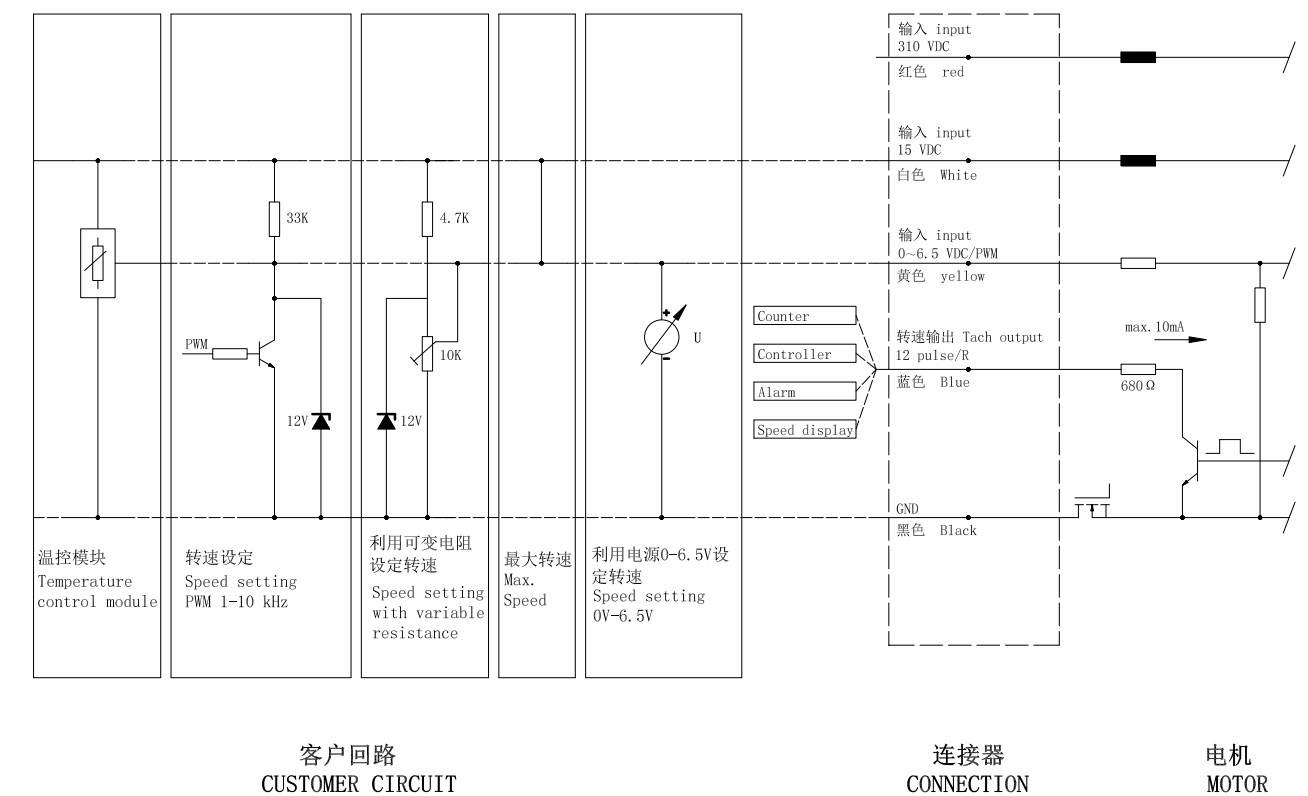 输入 input
310 VDC
红色 red
输入 input
15 VDC
白色 White
33K
4.7K
输入 input
0~6.5 VDC/PWM
黄色 yellow
PWM
10K
U
Counter
Controller
Alarm
Speed display
转速输出 Tach output
12 pulse/R
蓝色 Blue
max. 10mA
680Ω
12V
12V
GND
黑色 Black
温控模块
Temperature
control module
转速设定
Speed setting
PWM 1-10 kHz
利用可变电阻
设定转速
Speed setting
with variable
resistance
最大转速
Max.
Speed
利用电源0-6.5V设
定转速
Speed setting
0V-6.5V
客户回路
CUSTOMER CIRCUIT
连接器
CONNECTION
电机
MOTOR